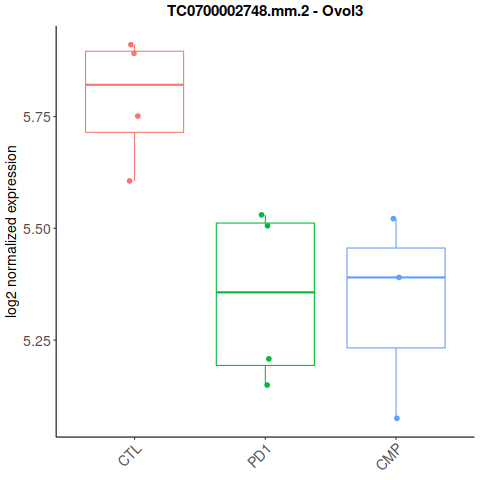 TC0700002748.mm.2 - Ovol3
log2 normalized expression
5.75
5.50
5.25
CTL
PD1
CMP